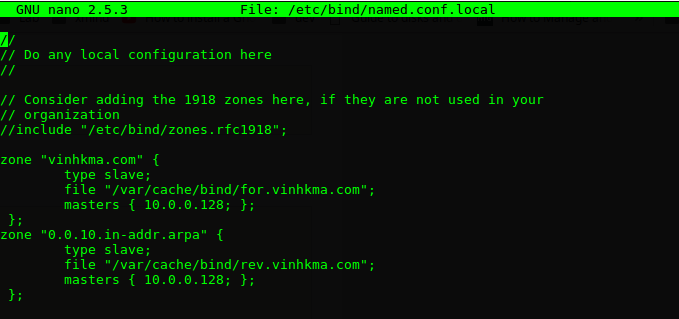 GNU nano 2.5.3 File: /etc/bind/named.conf.local
//
// Do any local configuration here
//
// Consider adding the 1918 zones here, if they are not used in your
// organization
//include "/etc/bind/zones.rfc1918";
zone "vinhkma.com" {
type slave;
file "/var/cache/bind/for.vinhkma.com";
masters { 10.0.0.128; };
};
zone "0.0.10.in-addr.arpa" {
type slave;
file "/var/cache/bind/rev.vinhkma.com";
masters { 10.0.0.128; };
};